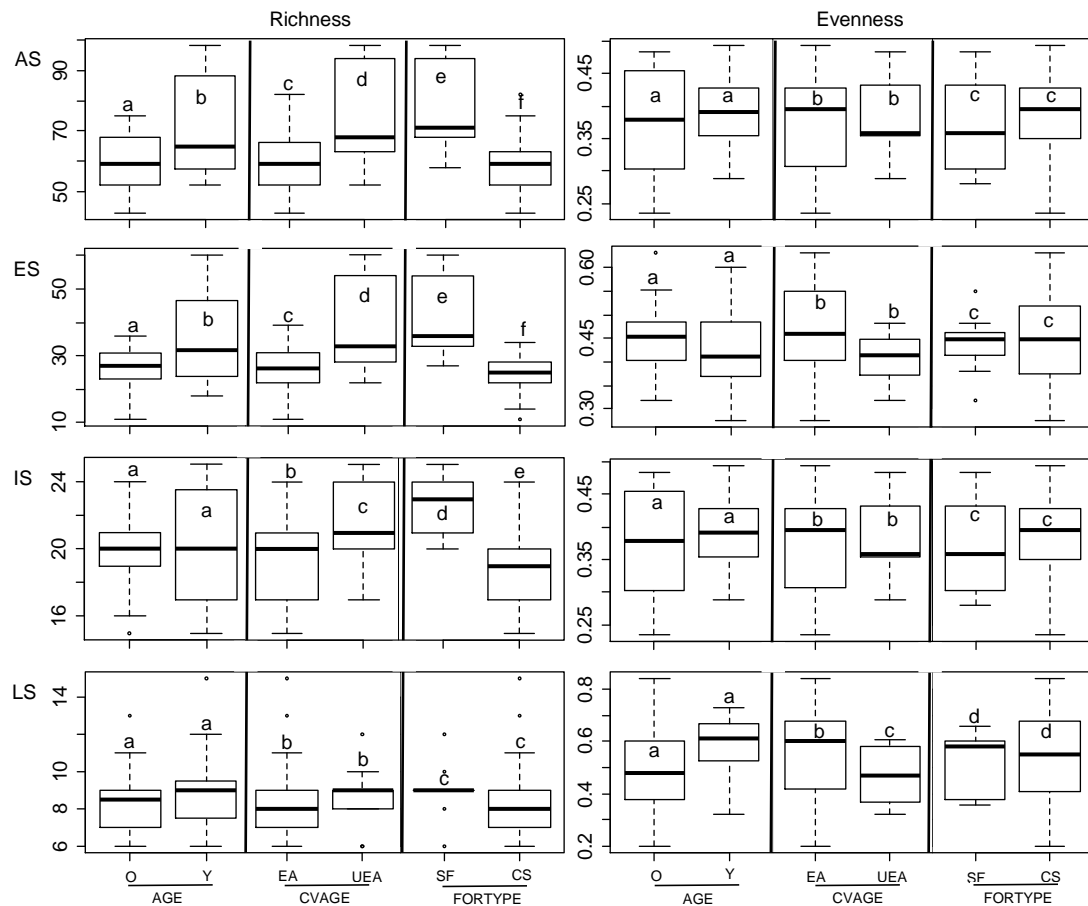 Richness Evenness
AS
90
70
50
a b c d e f
0.45
0.35
0.25
a a b b c c
ES
50
30
10
a b c d e f
0.60
0.45
0.30
a a b b c c
IS
24
20
16
a a b c d e
0.45
0.35
0.25
a a b b c c
LS
14
10
8
6
a a b b c c
0.8
0.6
0.4
0.2
a a b c d d
O Y EA UEA SF CS O Y EA UEA SF CS
AGE CVAGE FORTYPE AGE CVAGE FORTYPE